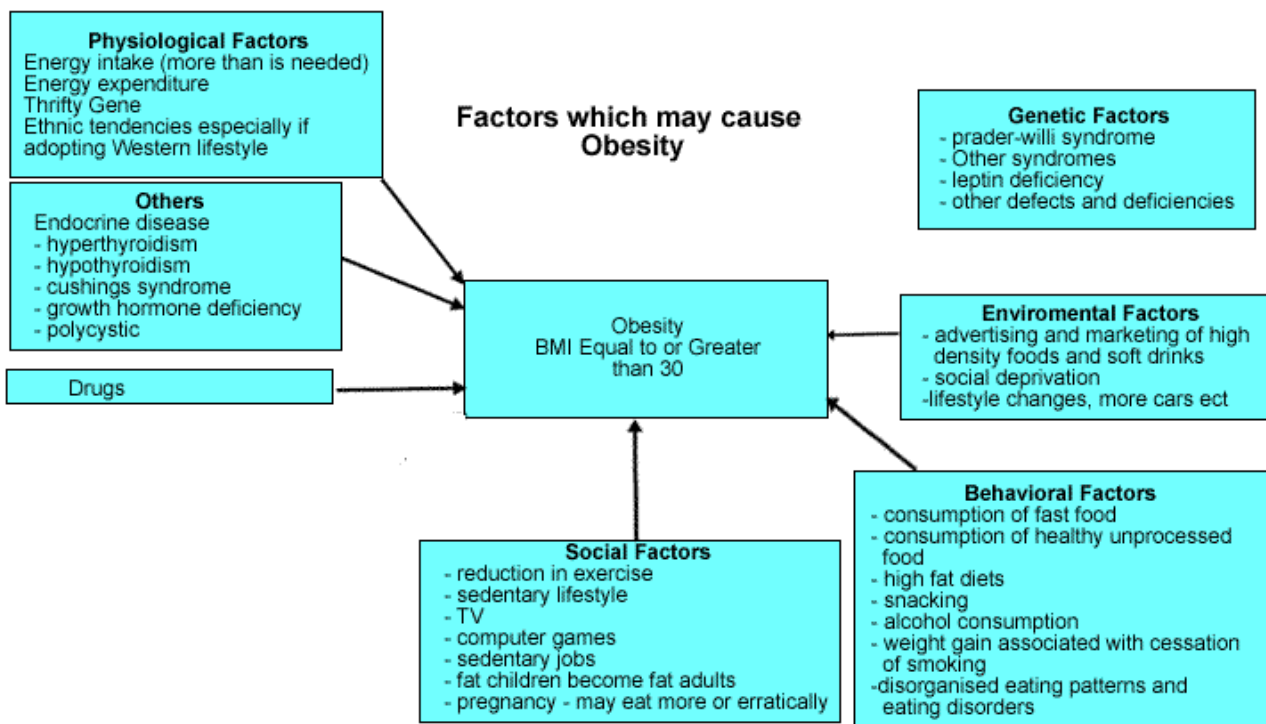 Physiological Factors
Energy intake (more than is needed)
Energy expenditure
Thrifty Gene
Ethnic tendencies especially if
adopting Western lifestyle
Factors which may cause
Obesity
Genetic Factors
- prader-willi syndrome
- Other syndromes
- leptin deficiency
- other defects and deficiencies
Others
Endocrine disease
- hyperthyroidism
- hypothyroidism
- cushings syndrome
- growth hormone deficiency
- polycystic
Obesity
BMI Equal to or Greater
than 30
Enviromental Factors
- advertising and marketing of high
density foods and soft drinks
- social deprivation
-lifestyle changes, more cars ect
Drugs
Behavioral Factors
- consumption of fast food
- consumption of healthy unprocessed
food
- high fat diets
- snacking
- alcohol consumption
- weight gain associated with cessation
of smoking
-disorganised eating patterns and
eating disorders
Social Factors
- reduction in exercise
- sedentary lifestyle
- TV
- computer games
- sedentary jobs
- fat children become fat adults
- pregnancy - may eat more or erratically